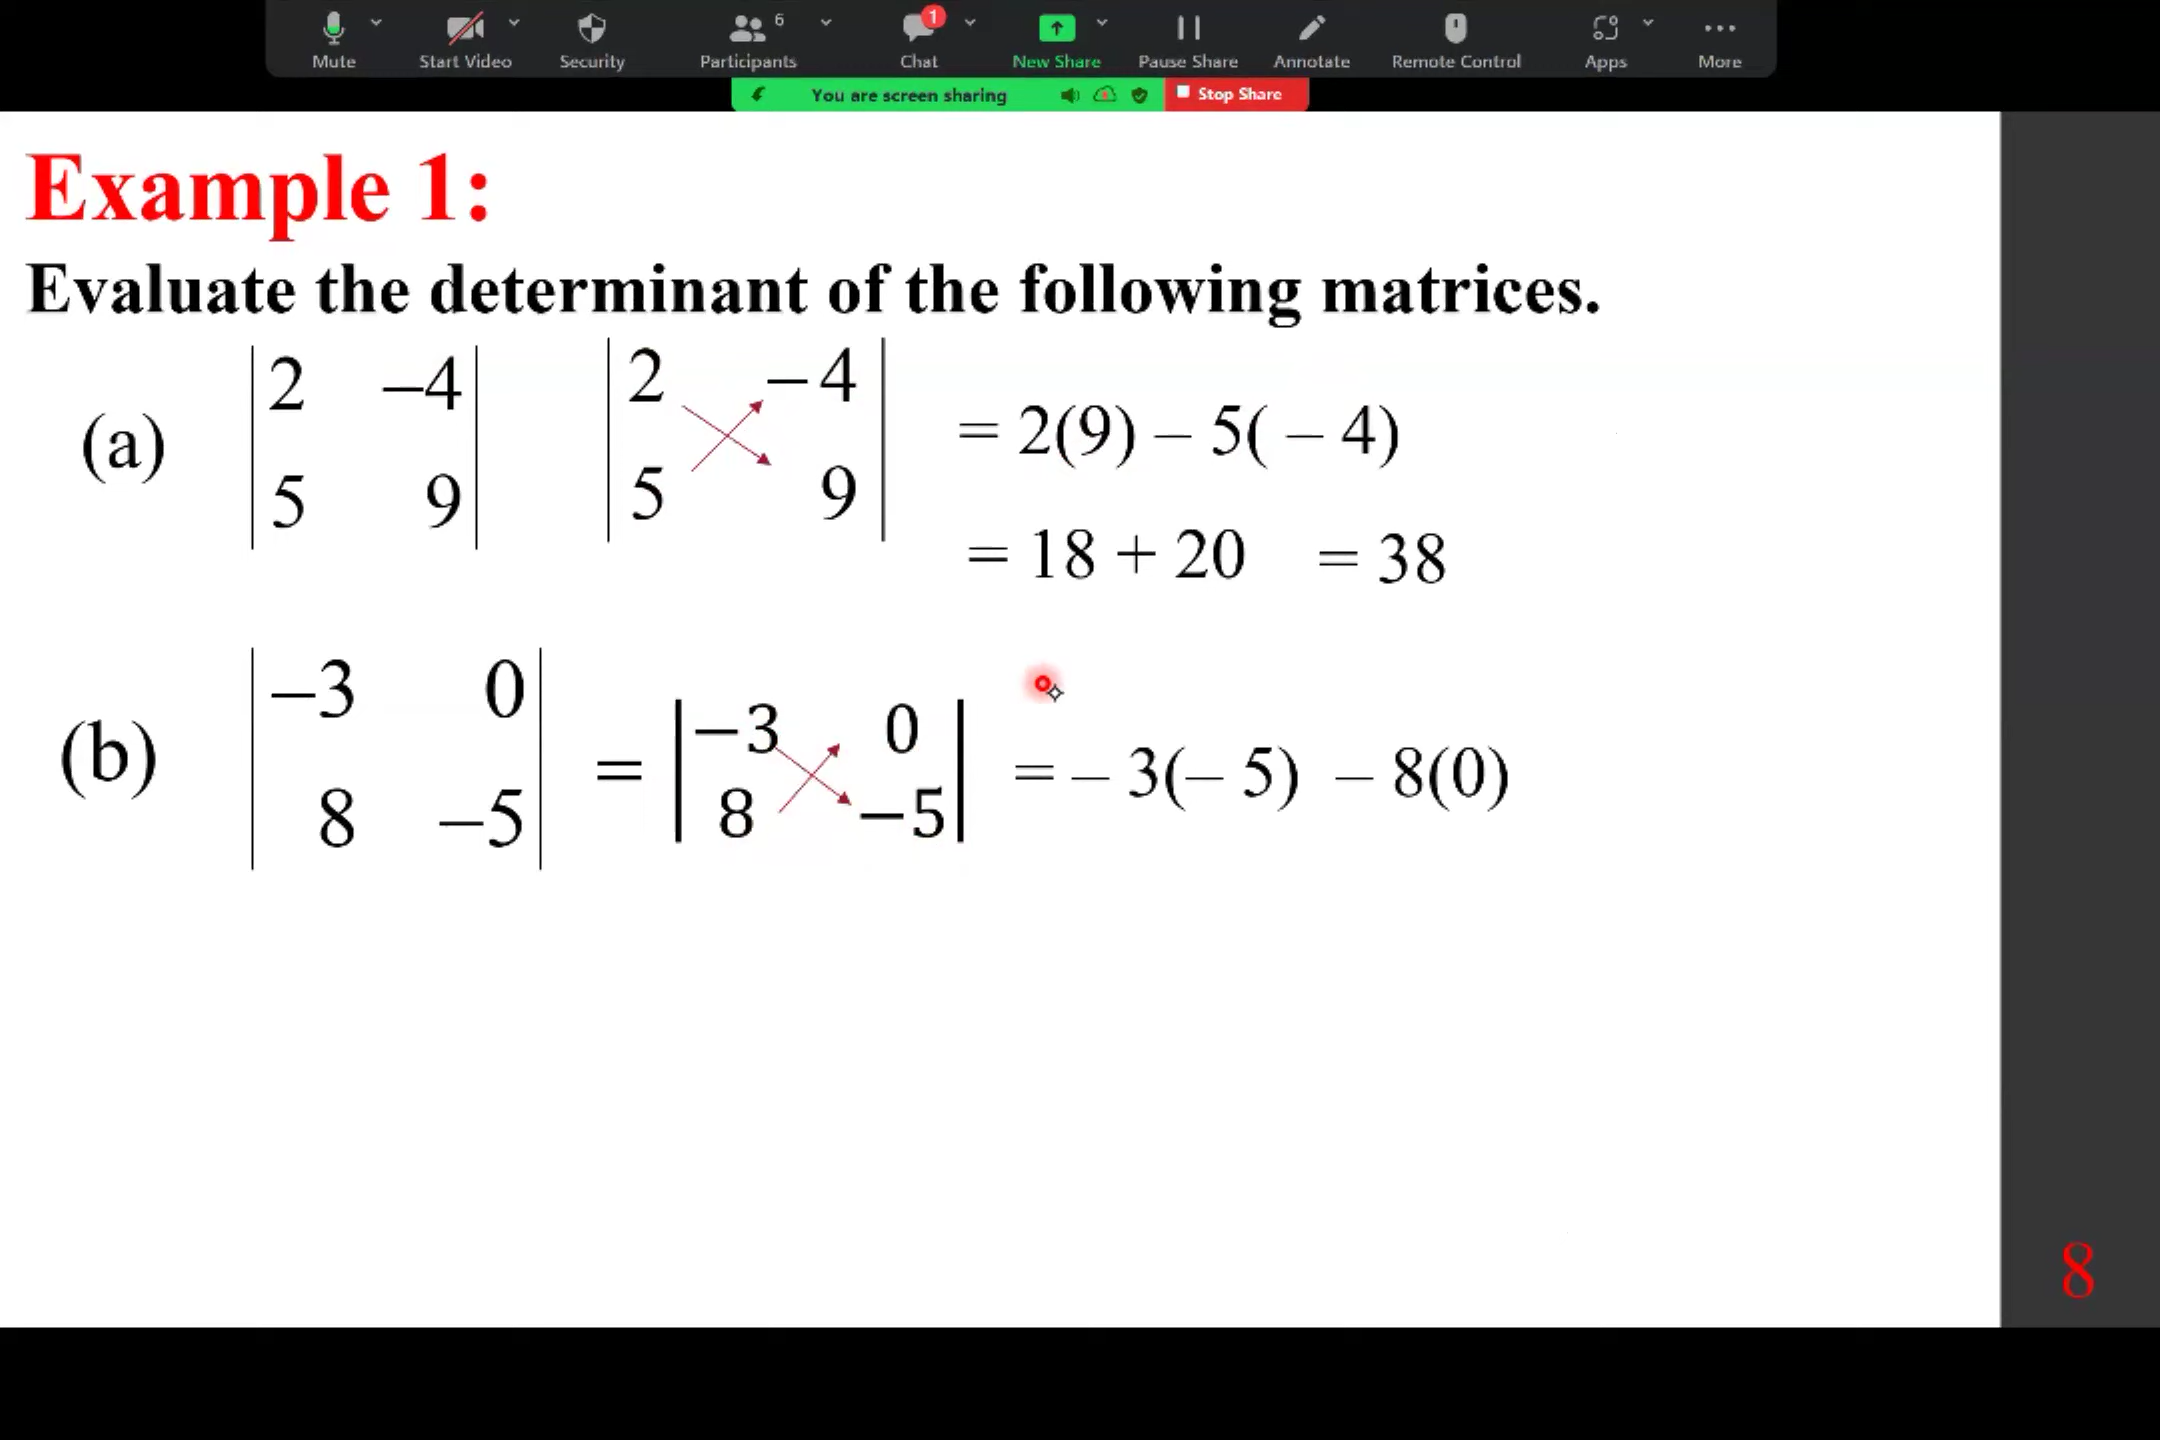 Mute Start Video Security Participants 6 Chat 1 New Share Pause Share Annotate Remote Control Apps More
You are screen sharing Stop Share
Example 1:
Evaluate the determinant of the following matrices.
(a) |2 –4| |2 – 4| = 2(9) – 5( – 4)
|5 9| |5 9|
= 18 + 20 = 38
(b) |–3 0| = |−3 0| = – 3(– 5) – 8(0)
|8 –5| |8 −5|
8